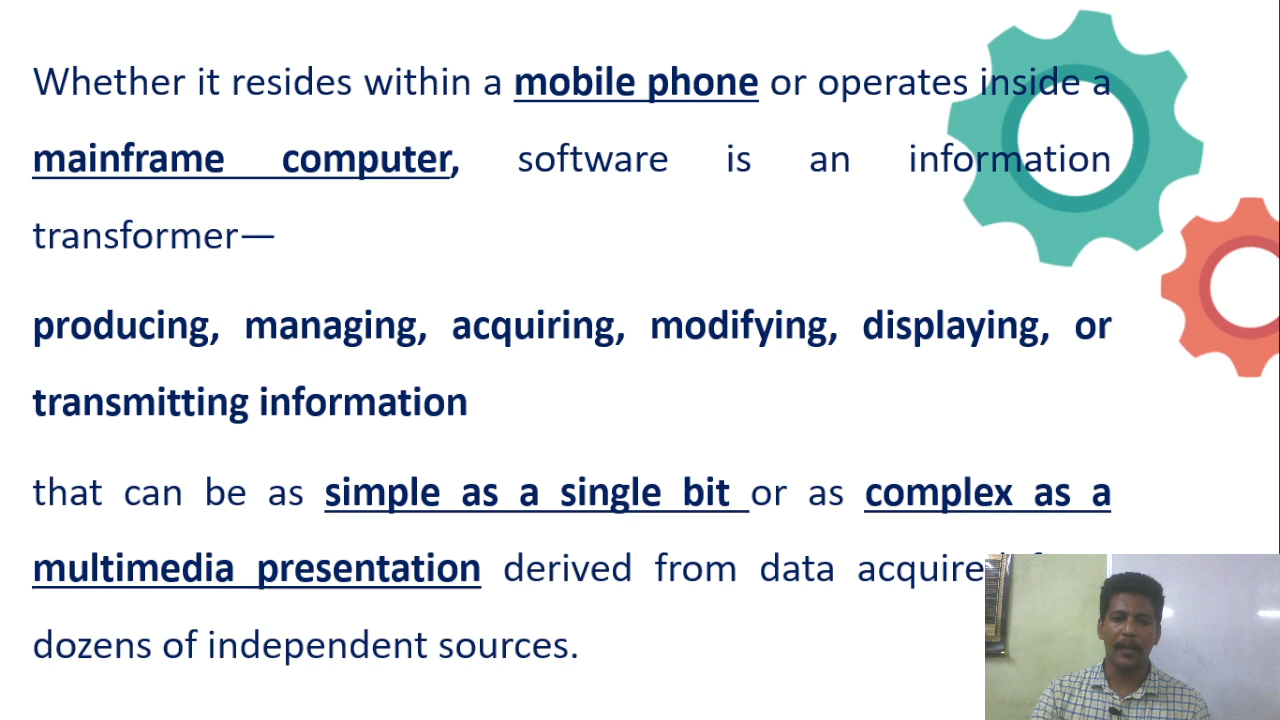 Whether it resides within a mobile phone or operates inside a
mainframe computer, software is an information
transformer—
producing, managing, acquiring, modifying, displaying, or
transmitting information
that can be as simple as a single bit or as complex as a
multimedia presentation derived from data
dozens of independent sources.